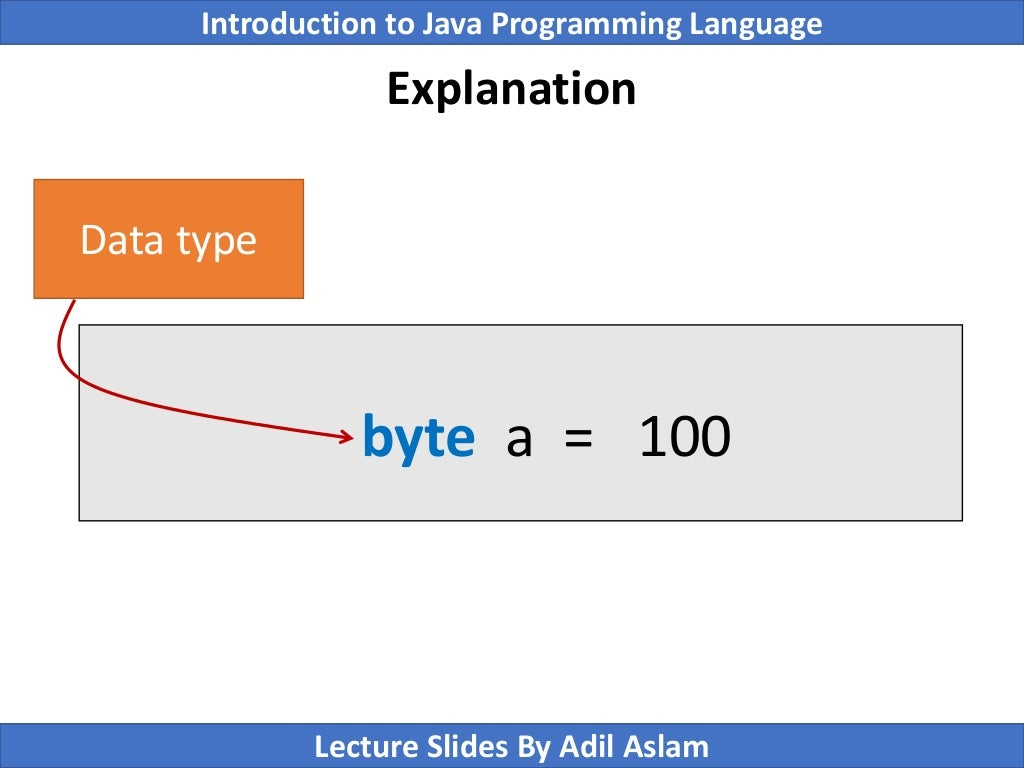 Introduction to Java Programming Language
Explanation
Data type
byte a = 100
Lecture Slides By Adil Aslam